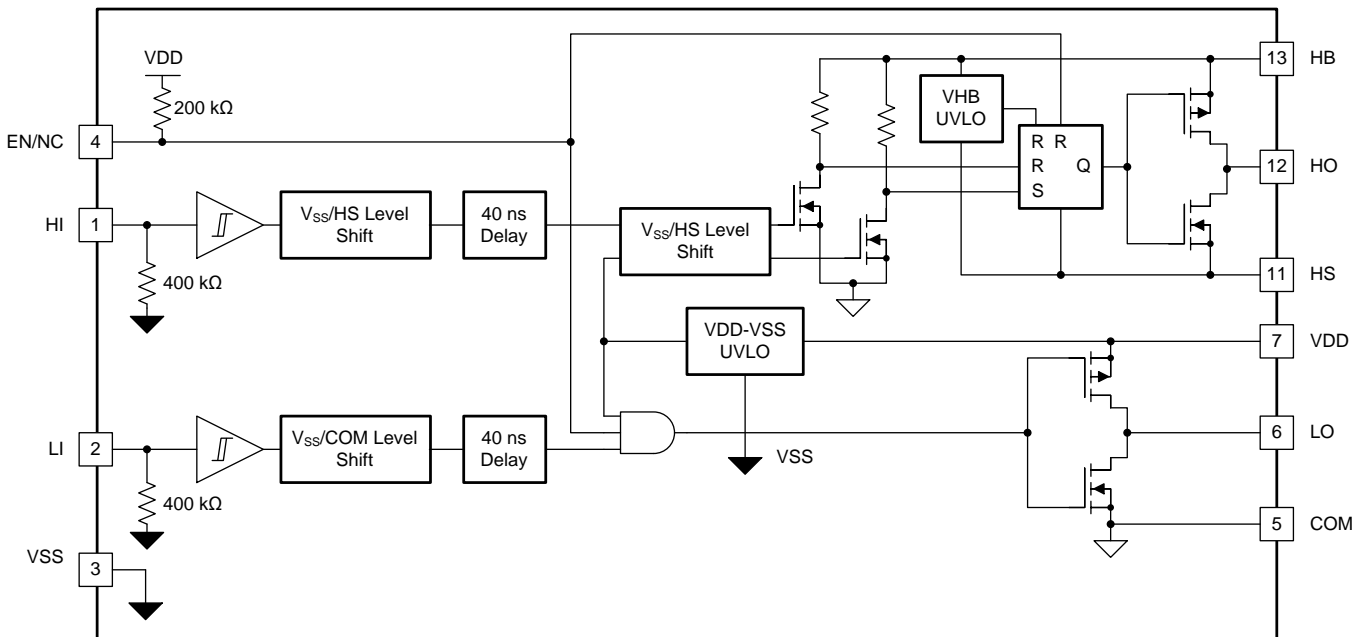 VDD
200 kΩ
EN/NC
4
HI
1
400 kΩ
VSS/HS Level
Shift
40 ns
Delay
VSS/HS Level
Shift
VHB
UVLO
R R
R
S
Q
13
HB
12
HO
11
HS
VDD-VSS
UVLO
VSS
7
VDD
LI
2
400 kΩ
VSS/COM Level
Shift
40 ns
Delay
6
LO
5
COM
VSS
3